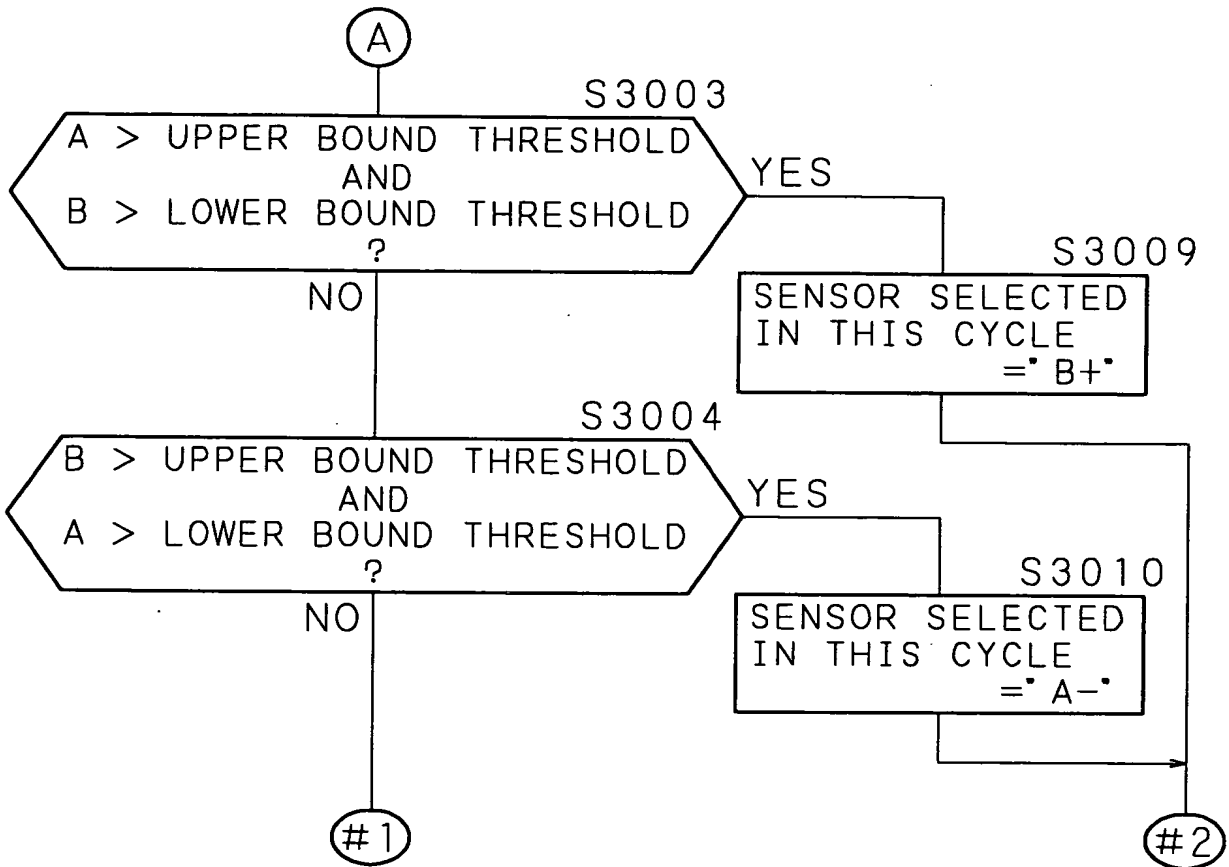 A
S3003
A > UPPER BOUND THRESHOLD
AND
B > LOWER BOUND THRESHOLD
?
YES
NO
S3009
SENSOR SELECTED
IN THIS CYCLE
=" B+"
S3004
B > UPPER BOUND THRESHOLD
AND
A > LOWER BOUND THRESHOLD
?
YES
NO
S3010
SENSOR SELECTED
IN THIS CYCLE
=" A-"
#1
#2